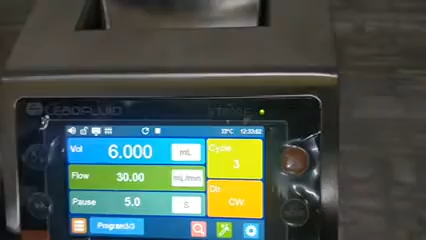 LEADFLUID
22°C 12:33:02
Vol 6.000 mL
Cycle 3
Flow 30.00 mL/min
Pause 5.0 S
Dir CW
Program3/3